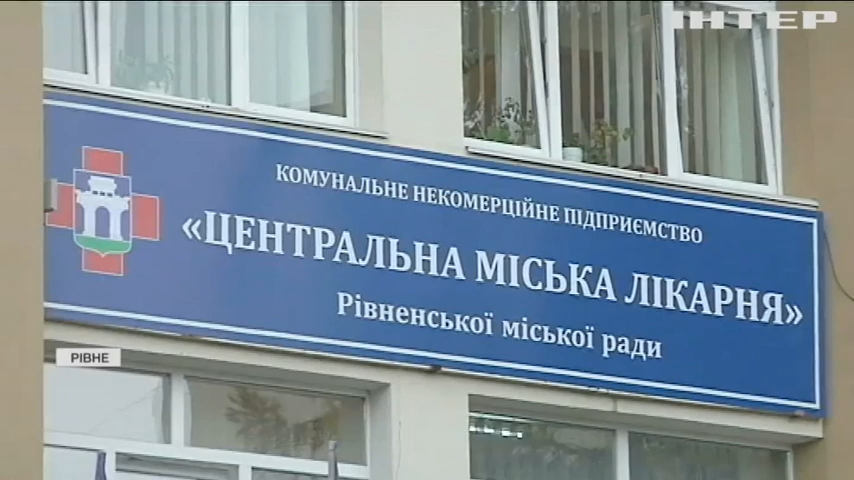 ІНТЕР
КОМУНАЛЬНЕ НЕКОМЕРЦІЙНЕ ПІДПРИЄМСТВО
«ЦЕНТРАЛЬНА МІСЬКА ЛІКАРНЯ»
Рівненської міської ради
РІВНЕ